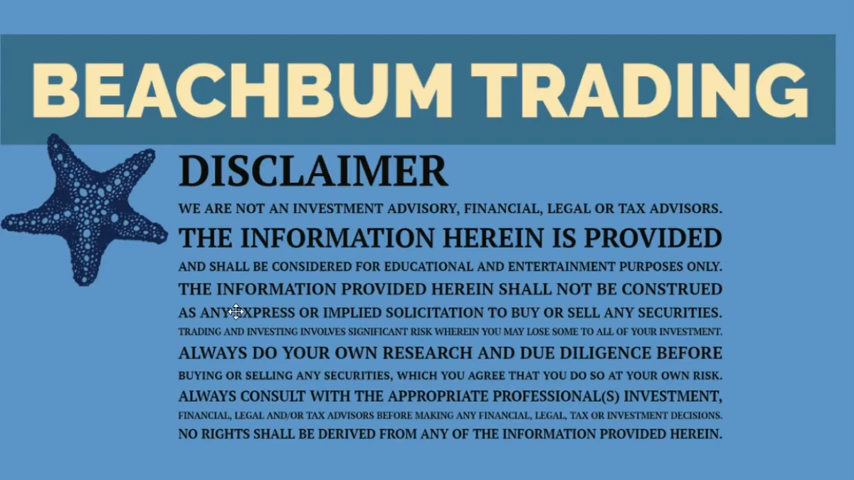 BEACHBUM TRADING
DISCLAIMER
WE ARE NOT AN INVESTMENT ADVISORY, FINANCIAL, LEGAL OR TAX ADVISORS.
THE INFORMATION HEREIN IS PROVIDED
AND SHALL BE CONSIDERED FOR EDUCATIONAL AND ENTERTAINMENT PURPOSES ONLY.
THE INFORMATION PROVIDED HEREIN SHALL NOT BE CONSTRUED
AS ANY EXPRESS OR IMPLIED SOLICITATION TO BUY OR SELL ANY SECURITIES.
TRADING AND INVESTING INVOLVES SIGNIFICANT RISK WHEREIN YOU MAY LOSE SOME TO ALL OF YOUR INVESTMENT.
ALWAYS DO YOUR OWN RESEARCH AND DUE DILIGENCE BEFORE
BUYING OR SELLING ANY SECURITIES, WHICH YOU AGREE THAT YOU DO SO AT YOUR OWN RISK.
ALWAYS CONSULT WITH THE APPROPRIATE PROFESSIONAL(S) INVESTMENT,
FINANCIAL, LEGAL AND/OR TAX ADVISORS BEFORE MAKING ANY FINANCIAL, LEGAL, TAX OR INVESTMENT DECISIONS.
NO RIGHTS SHALL BE DERIVED FROM ANY OF THE INFORMATION PROVIDED HEREIN.